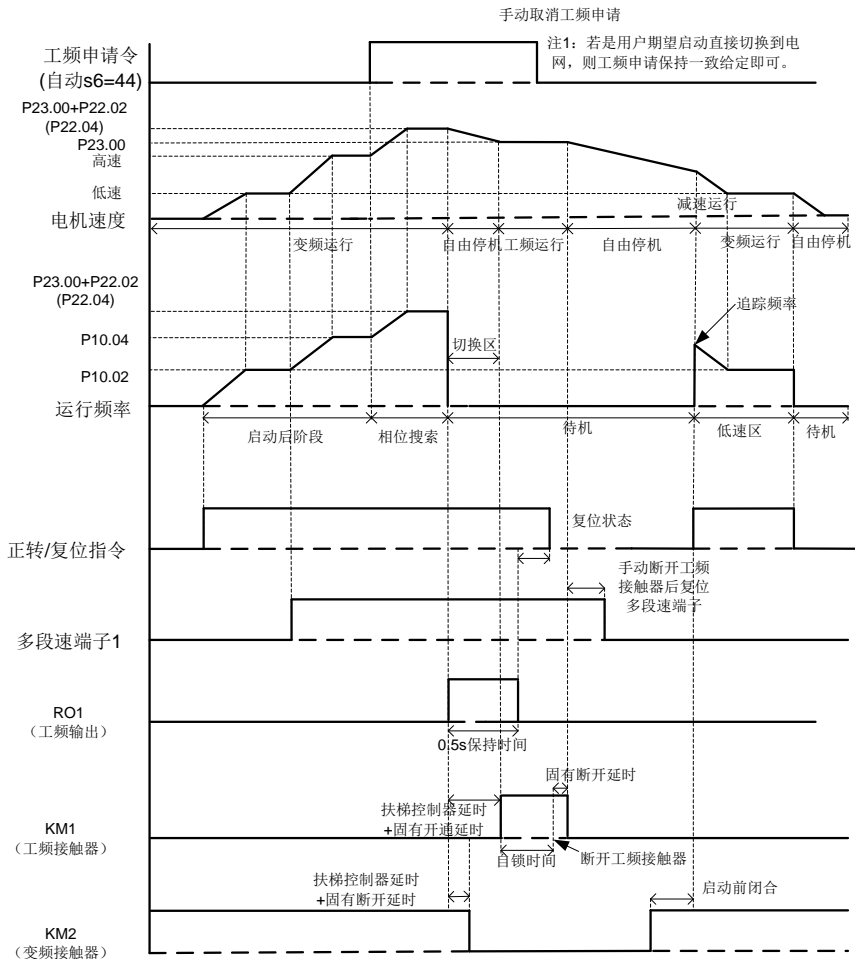 手动取消工频申请
工频申请令
(自动s6=44)
注1：若是用户期望启动直接切换到电
网，则工频申请保持一致给定即可。
P23.00+P22.02
(P22.04)
P23.00
高速
低速
电机速度
减速运行
变频运行
自由停机
工频运行
自由停机
变频运行
自由停机
P23.00+P22.02
(P22.04)
P10.04
P10.02
运行频率
切换区
追踪频率
启动后阶段
相位搜索
待机
低速区
待机
正转/复位指令
复位状态
手动断开工频
接触器后复位
多段速端子
多段速端子1
RO1
（工频输出）
0.5s保持时间
固有断开延时
KM1
（工频接触器）
扶梯控制器延时
+固有开通延时
自锁时间
断开工频接触器
扶梯控制器延时
+固有断开延时
启动前闭合
KM2
（变频接触器）